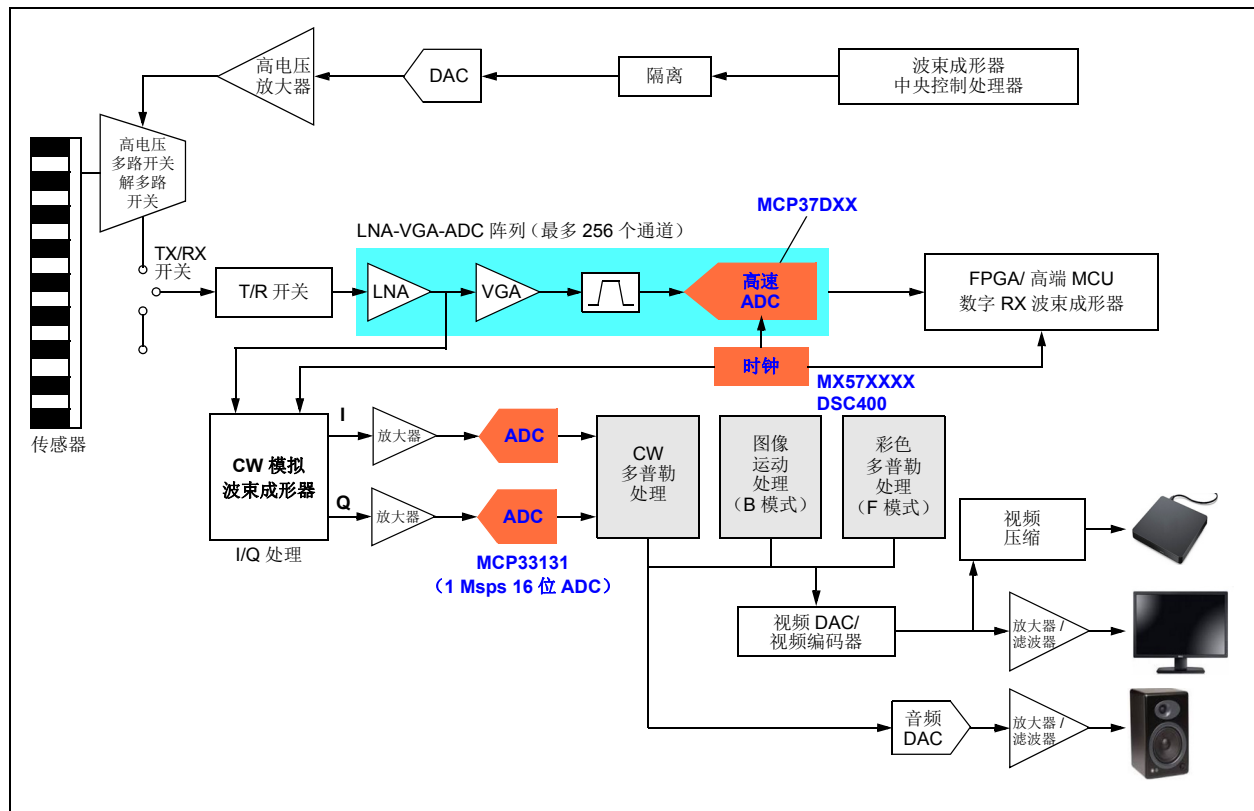 高电压
放大器
DAC
隔离
波束成形器
中央控制处理器
高电压
多路开关
解多路
开关
传感器
TX/RX
开关
T/R 开关
LNA-VGA-ADC 阵列（最多 256 个通道）
MCP37DXX
LNA
VGA
高速
ADC
FPGA/ 高端 MCU
数字 RX 波束成形器
时钟
MX57XXXX
DSC400
CW 模拟
波束成形器
I/Q 处理
I
放大器
ADC
Q
放大器
ADC
MCP33131
（1 Msps 16 位 ADC）
CW
多普勒
处理
图像
运动
处理
（B 模式）
彩色
多普勒
处理
（F 模式）
视频
压缩
视频 DAC/
视频编码器
放大器 /
滤波器
音频
DAC
放大器 /
滤波器